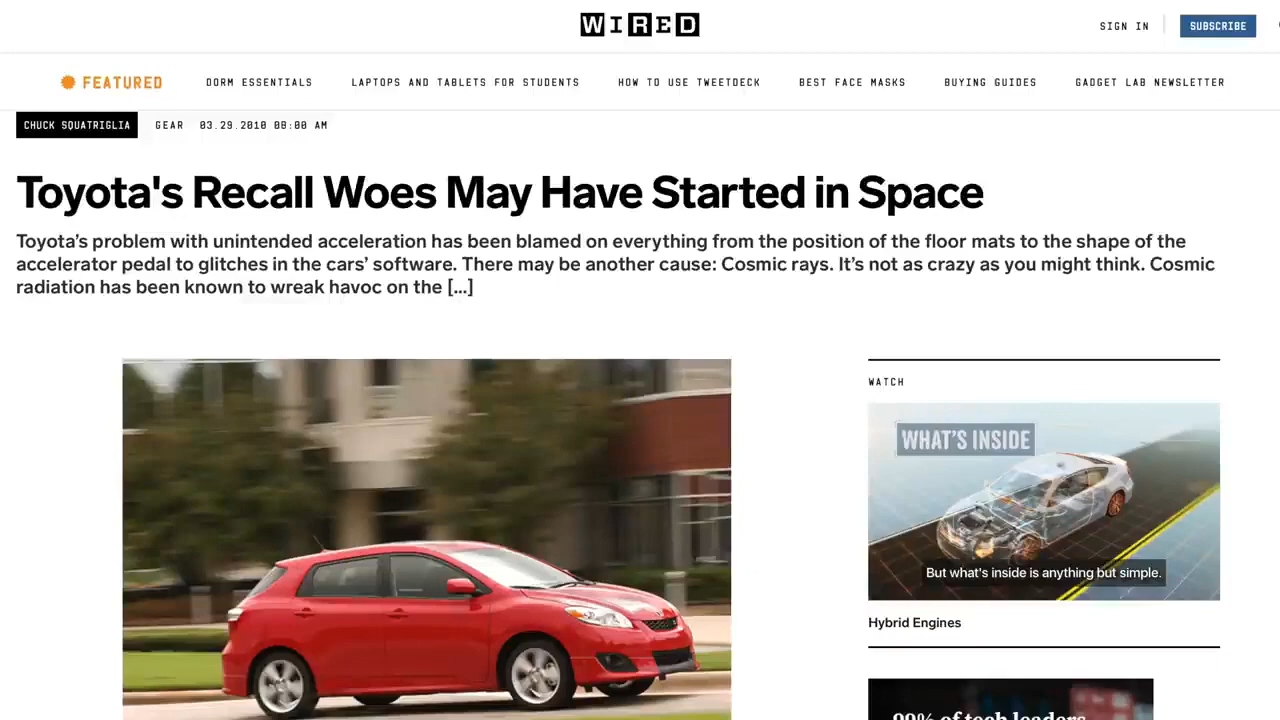 WIRED
SIGN IN
SUBSCRIBE
FEATURED
DORM ESSENTIALS
LAPTOPS AND TABLETS FOR STUDENTS
HOW TO USE TWEETDECK
BEST FACE MASKS
BUYING GUIDES
GADGET LAB NEWSLETTER
CHUCK SQUATRIGLIA
GEAR
03.29.2010 08:00 AM
Toyota's Recall Woes May Have Started in Space
Toyota’s problem with unintended acceleration has been blamed on everything from the position of the floor mats to the shape of the
accelerator pedal to glitches in the cars’ software. There may be another cause: Cosmic rays. It’s not as crazy as you might think. Cosmic
radiation has been known to wreak havoc on the [...]
WATCH
WHAT'S INSIDE
But what's inside is anything but simple.
Hybrid Engines
99% of tech leaders